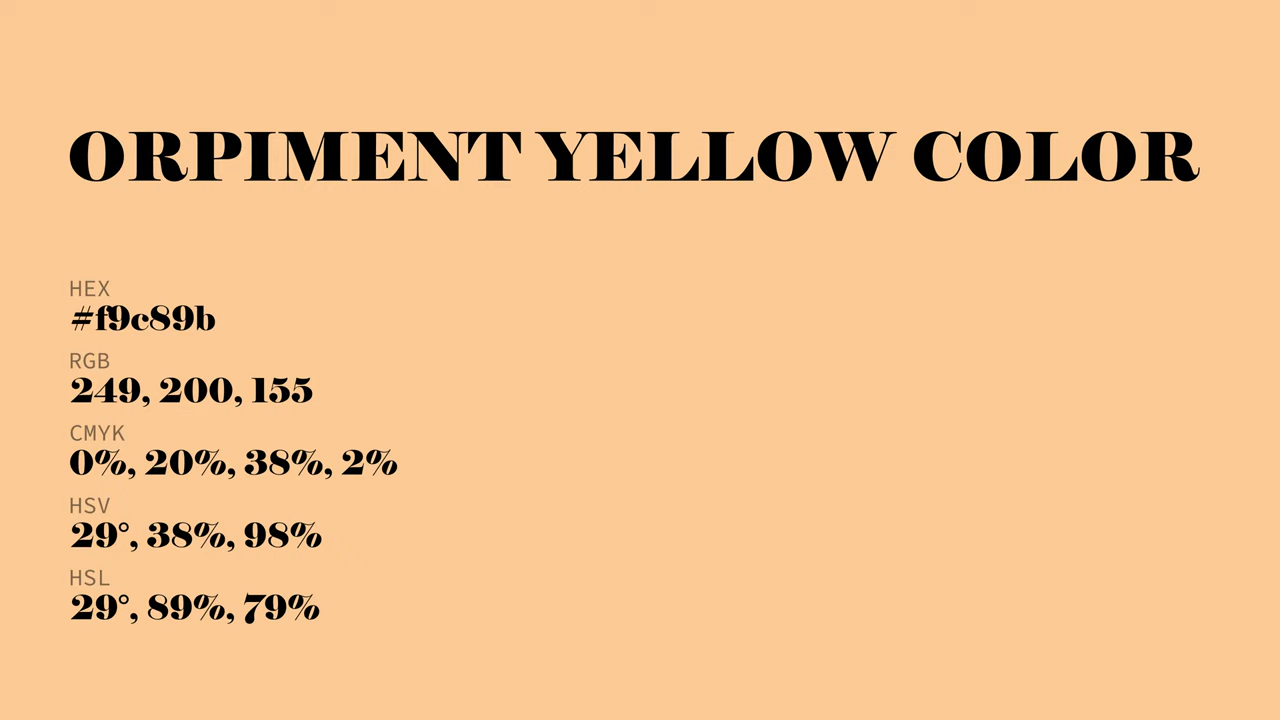 ORPIMENT YELLOW COLOR
HEX
#f9c89b
RGB
249, 200, 155
CMYK
0%, 20%, 38%, 2%
HSV
29°, 38%, 98%
HSL
29°, 89%, 79%